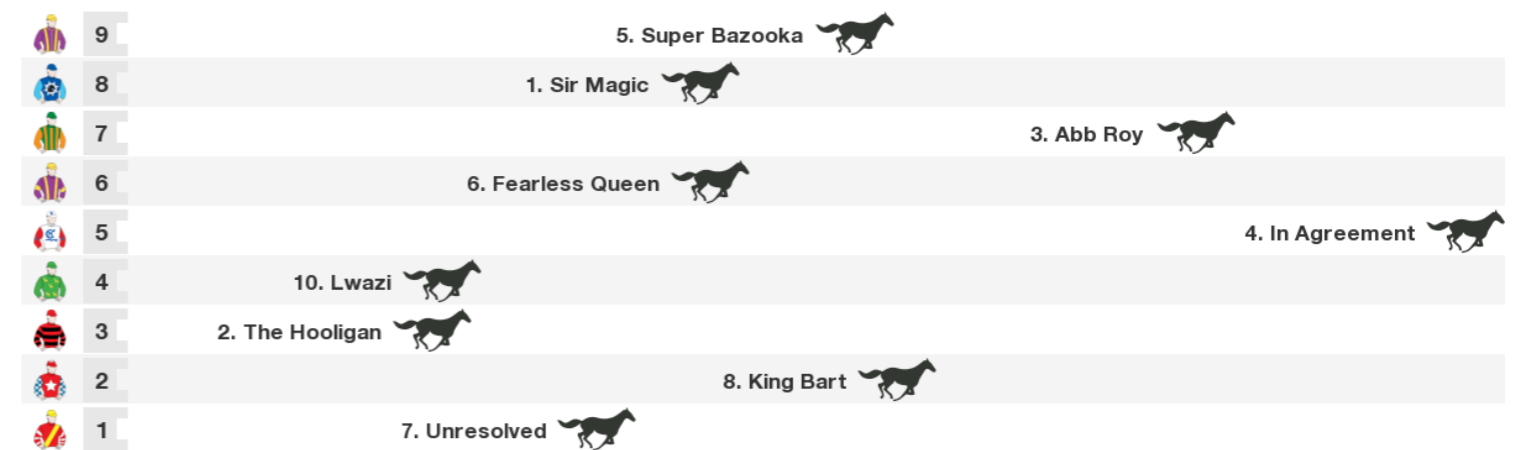 9 5. Super Bazooka
8 1. Sir Magic
7 3. Abb Roy
6 6. Fearless Queen
5 4. In Agreement
4 10. Lwazi
3 2. The Hooligan
2 8. King Bart
1 7. Unresolved